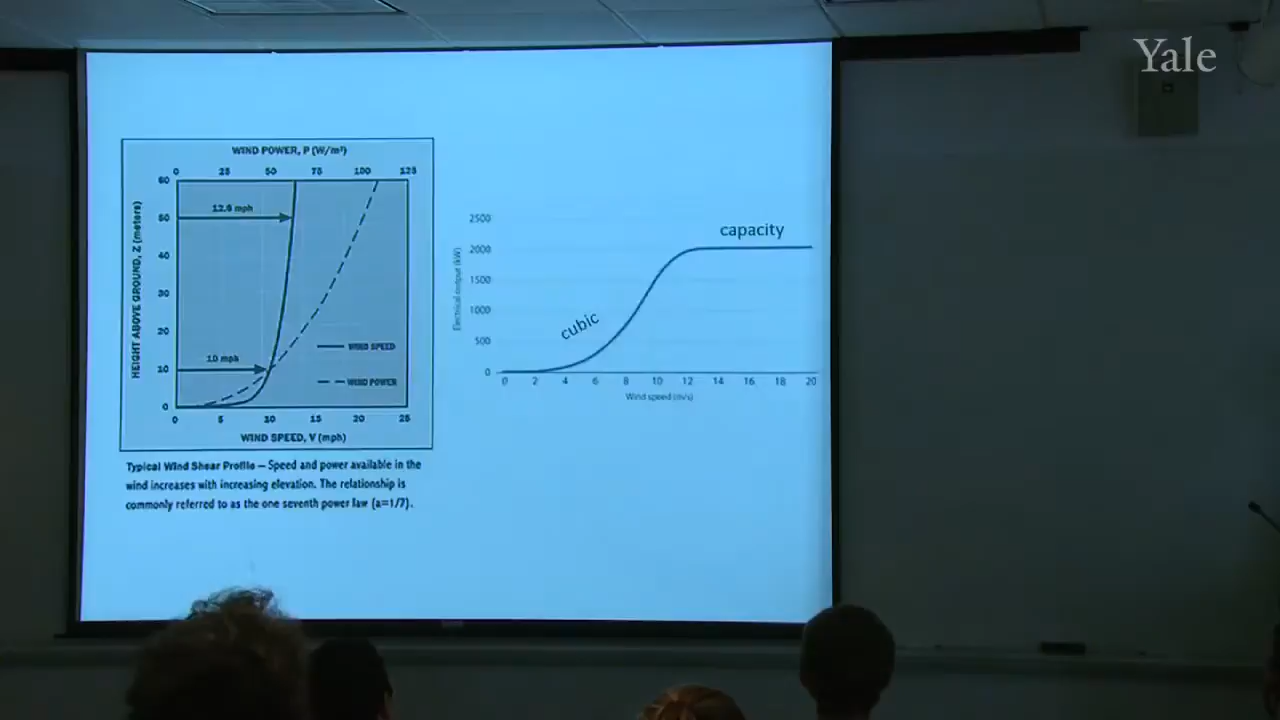 Yale
WIND POWER, P (W/m²)
0 25 50 75 100 125
HEIGHT ABOVE GROUND, Z (meters)
60
50
40
30
20
10
0
12.6 mph
10 mph
WIND SPEED
WIND POWER
0 5 10 15 20 25
WIND SPEED, V (mph)
Typical Wind Shear Profile — Speed and power available in the
wind increases with increasing elevation. The relationship is
commonly referred to as the one seventh power law (a=1/7).
Electrical output (kW)
2500
2000
1500
1000
500
0
capacity
cubic
0 2 4 6 8 10 12 14 16 18 20
Wind speed (m/s)